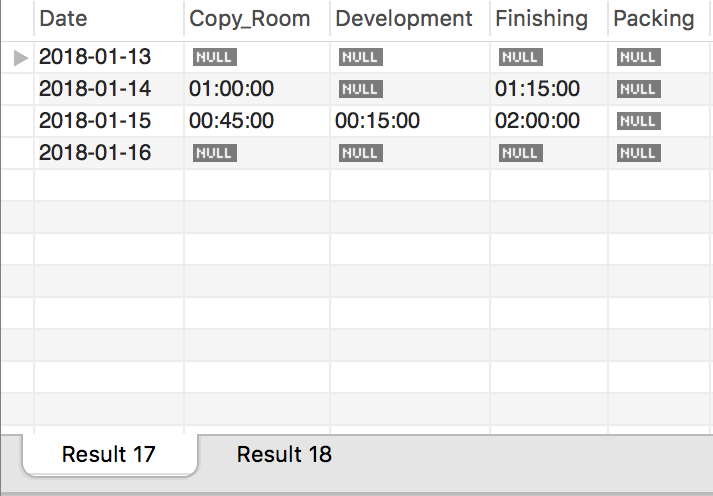 Date Copy_Room Development Finishing Packing
2018-01-13 NULL NULL NULL NULL
2018-01-14 01:00:00 NULL 01:15:00 NULL
2018-01-15 00:45:00 00:15:00 02:00:00 NULL
2018-01-16 NULL NULL NULL NULL
Result 17 Result 18